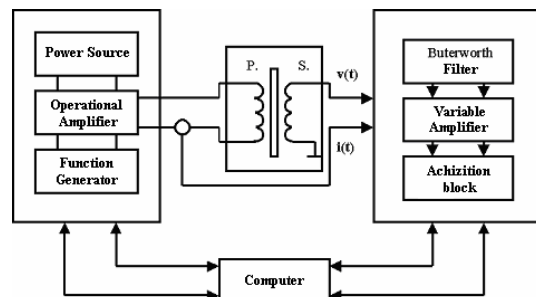 Power Source
Operational
Amplifier
Function
Generator
P. S.
v(t)
i(t)
Buterworth
Filter
Variable
Amplifier
Achizition
block
Computer